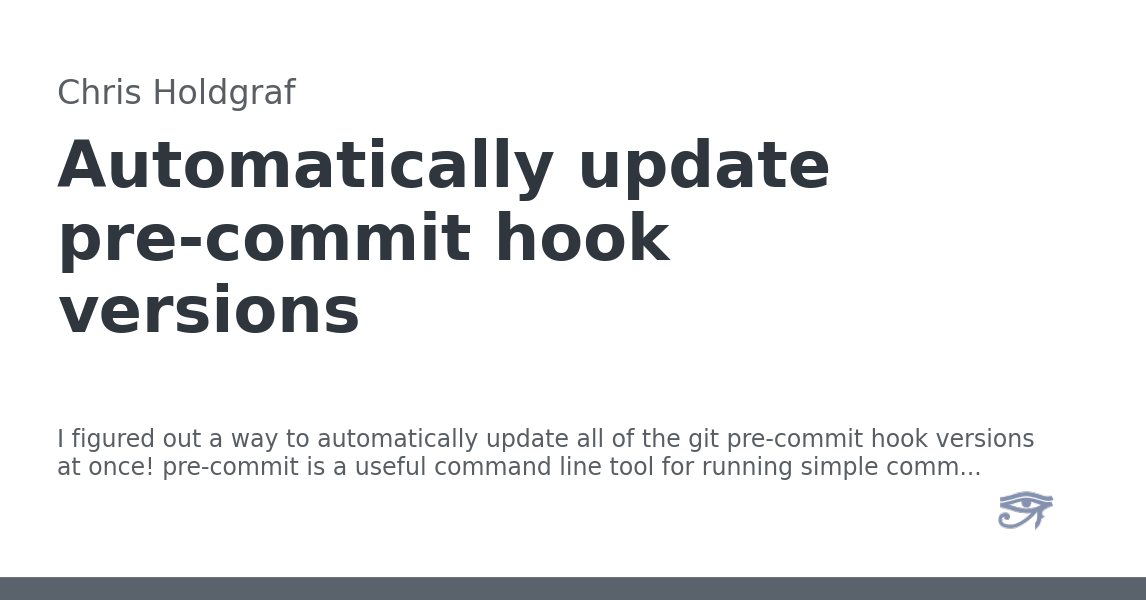 Chris Holdgraf
Automatically update
pre-commit hook
versions
I figured out a way to automatically update all of the git pre-commit hook versions
at once! pre-commit is a useful command line tool for running simple comm...